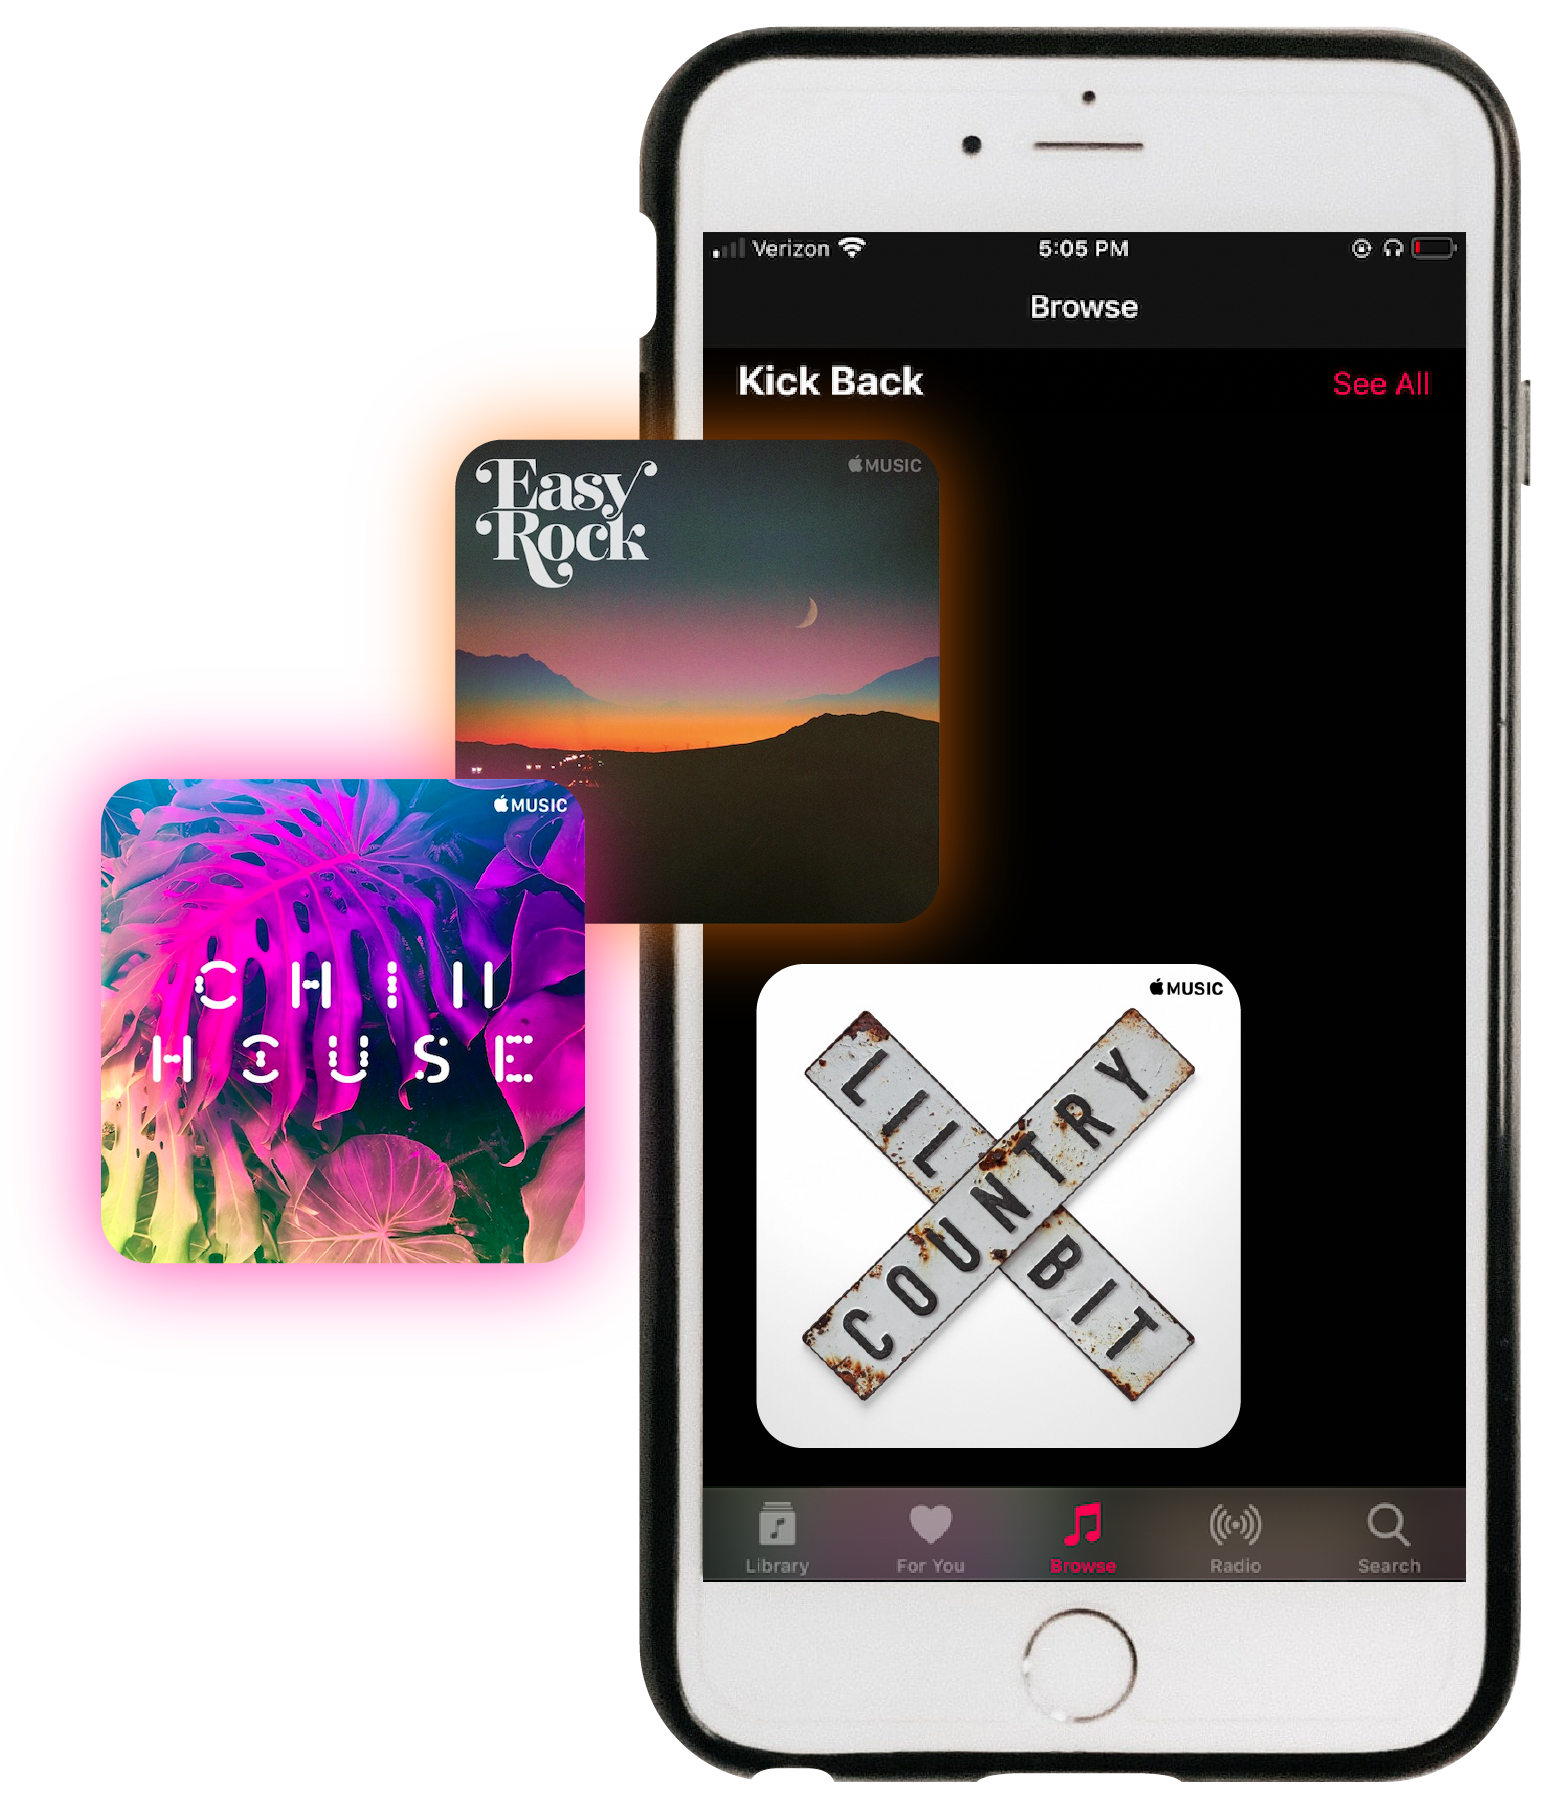 Verizon 5:05 PM
Browse
Kick Back See All
Easy
Rock
MUSIC
MUSIC
CHILL
HOUSE
MUSIC
LIL BIT
COUNTRY
Library For You Browse Radio Search